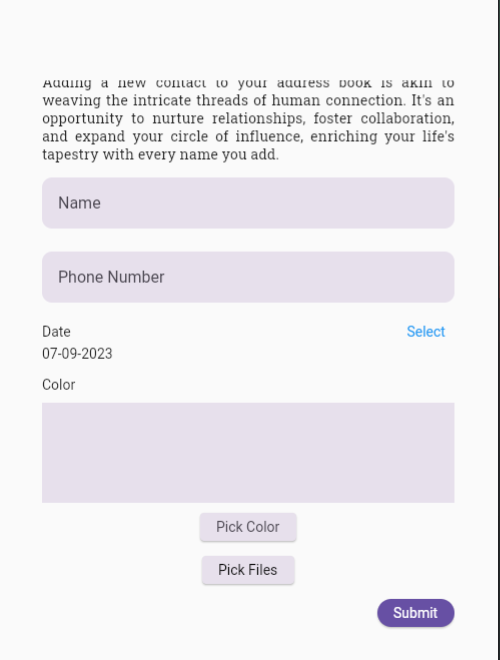 Adding a new contact to your address book is akin to
weaving the intricate threads of human connection. It's an
opportunity to nurture relationships, foster collaboration,
and expand your circle of influence, enriching your life's
tapestry with every name you add.
Name
Phone Number
Date
Select
07-09-2023
Color
Pick Color
Pick Files
Submit